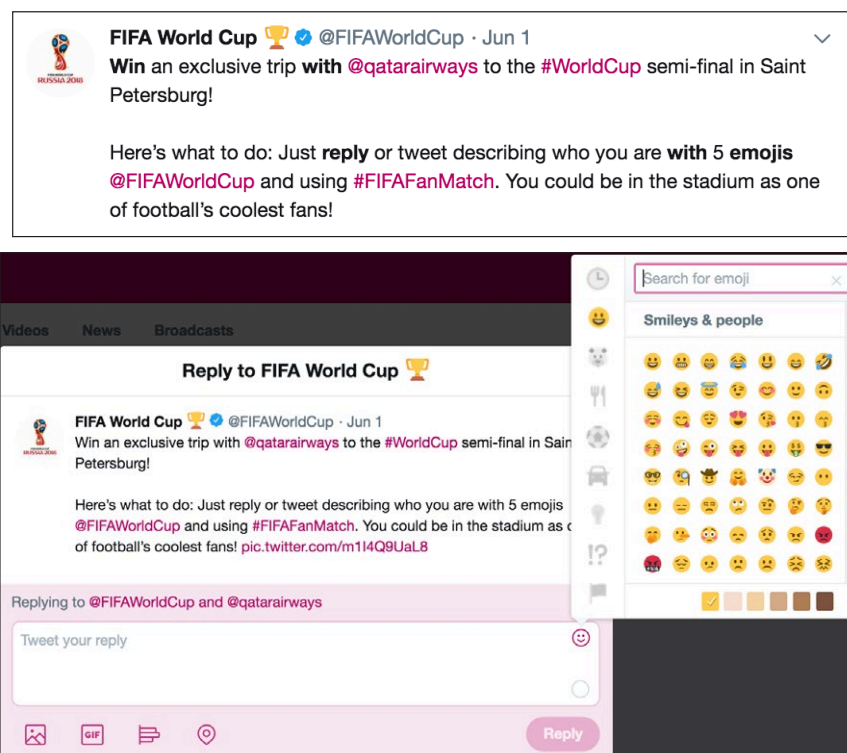 FIFA World Cup 🏆 @FIFAWorldCup · Jun 1
Win an exclusive trip with @qatarairways to the #WorldCup semi-final in Saint
Petersburg!
Here's what to do: Just reply or tweet describing who you are with 5 emojis
@FIFAWorldCup and using #FIFAFanMatch. You could be in the stadium as one
of football's coolest fans!
RUSSIA 2018
Videos News Broadcasts
Reply to FIFA World Cup 🏆
FIFA World Cup 🏆 @FIFAWorldCup · Jun 1
Win an exclusive trip with @qatarairways to the #WorldCup semi-final in Sain
Petersburg!
Here's what to do: Just reply or tweet describing who you are with 5 emojis
@FIFAWorldCup and using #FIFAFanMatch. You could be in the stadium as
of football's coolest fans! pic.twitter.com/m1I4Q9UaL8
RUSSIA 2018
Replying to @FIFAWorldCup and @qatarairways
Tweet your reply
GIF
Reply
Search for emoji
Smileys & people
!?